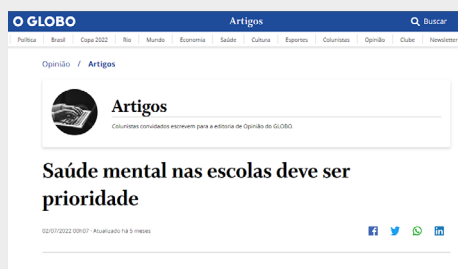 O GLOBO Artigos Buscar
Política Brasil Copa 2022 Rio Mundo Economia Saúde Cultura Esportes Colunistas Opinião Clube Newsletter
Opinião / Artigos
Artigos
Colunistas convidados escrevem para a editoria de Opinião do GLOBO.
Saúde mental nas escolas deve ser
prioridade
02/07/2022 00h07 · Atualizado há 5 meses